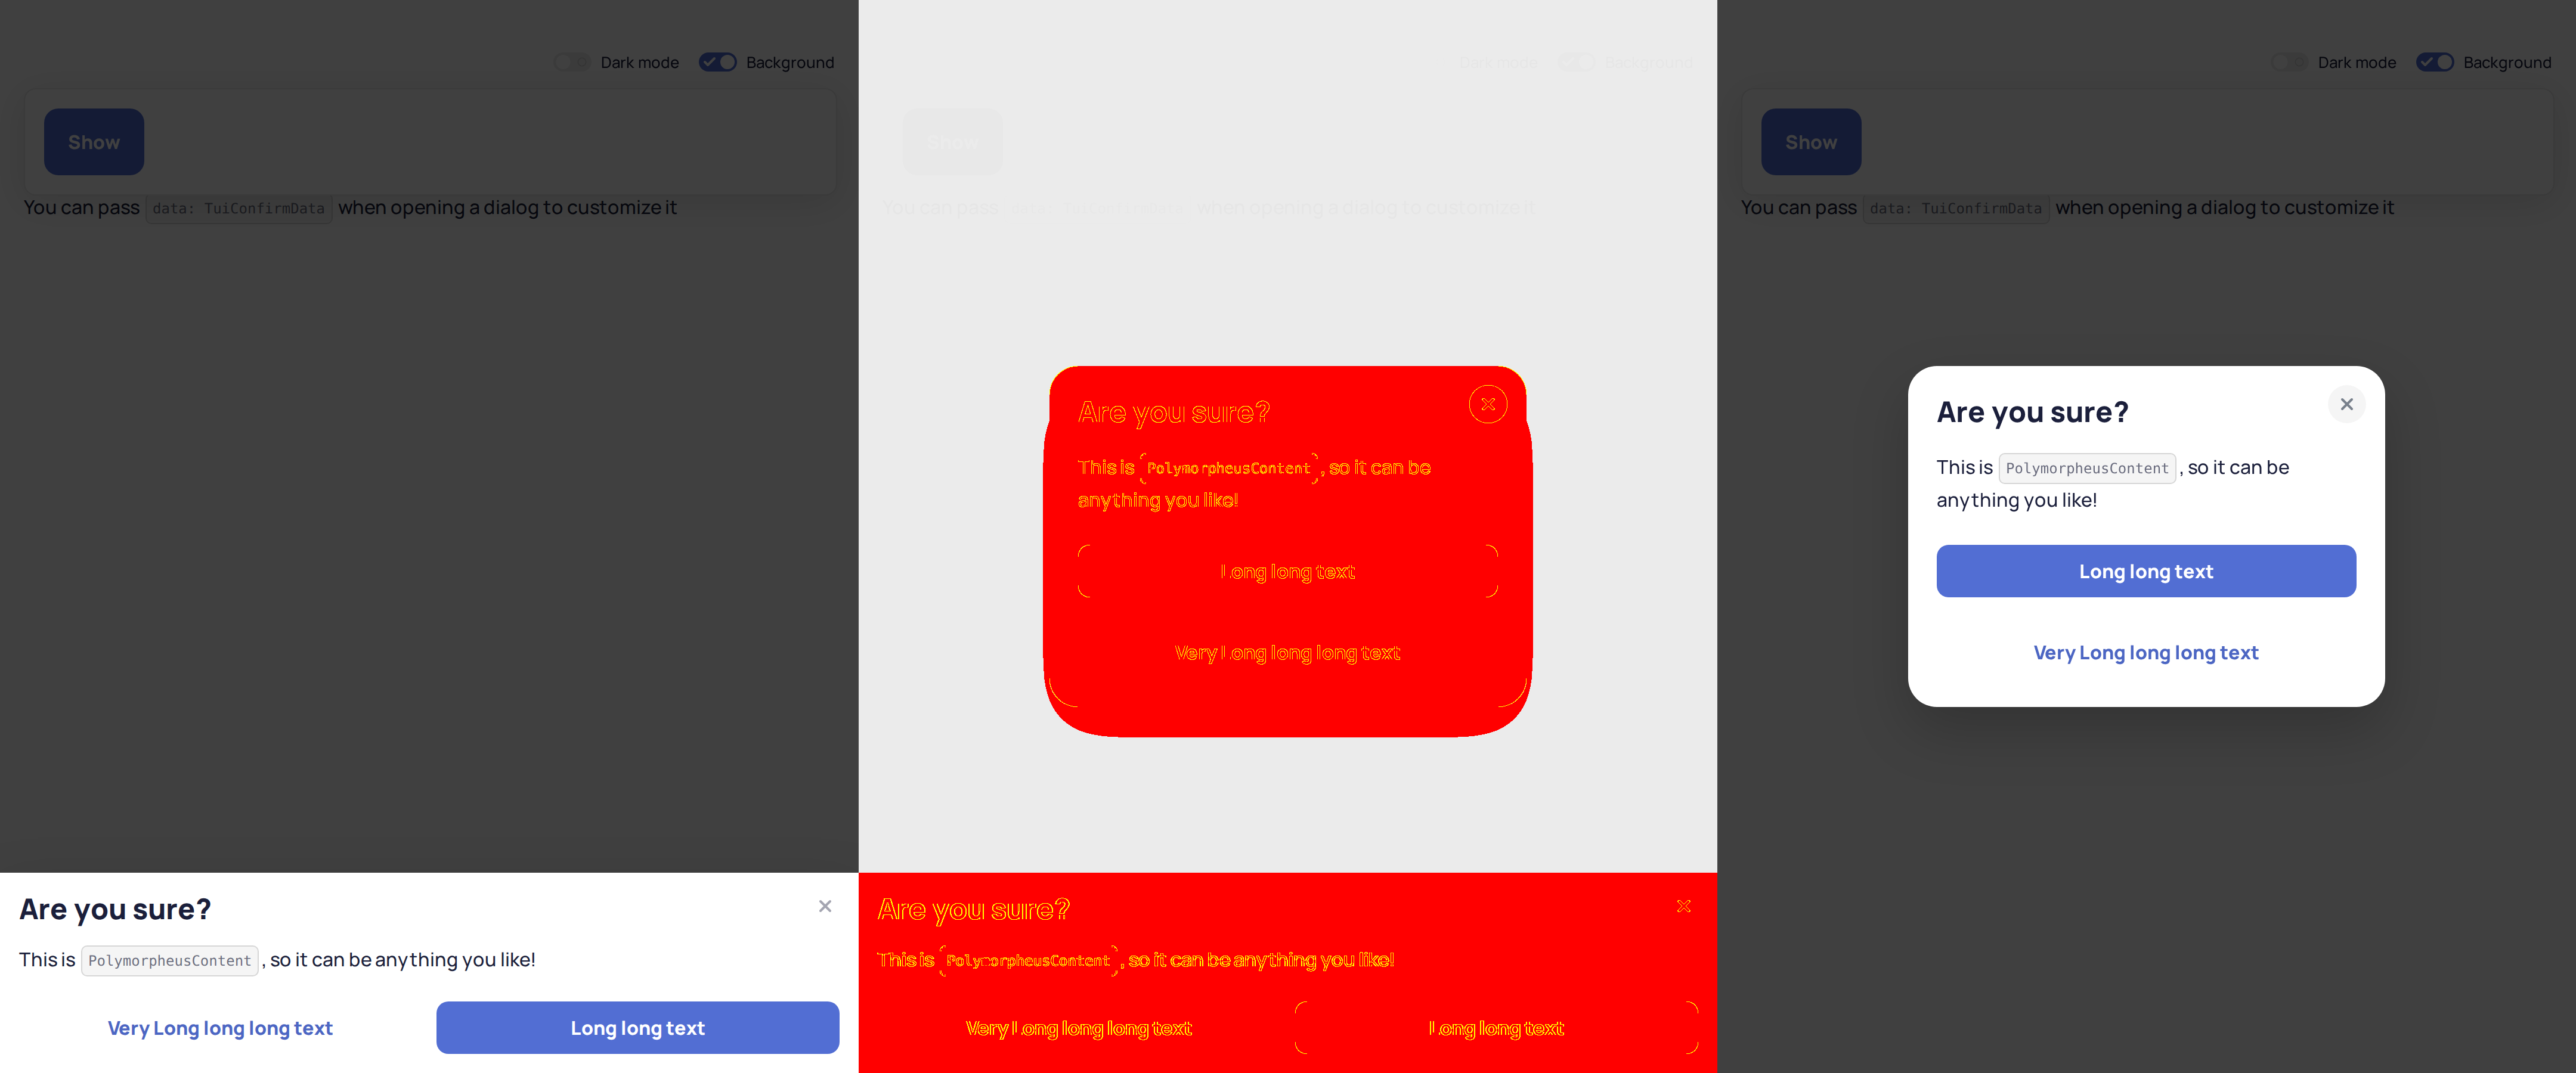 Dark mode Background
Show
You can pass data: TuiConfirmData when opening a dialog to customize it
Are you sure?
This is PolymorpheusContent , so it can be anything you like!
Very Long long long text Long long text
Dark mode Background
Show
You can pass data: TuiConfirmData when opening a dialog to customize it
Are you sure?
This is PolymorpheusContent , so it can be
anything you like!
Long long text
Very Long long long text
Are you sure?
This is PolymorpheusContent , so it can be anything you like!
Very Long long long text Long long text
Dark mode Background
Show
You can pass data: TuiConfirmData when opening a dialog to customize it
Are you sure?
This is PolymorpheusContent , so it can be
anything you like!
Long long text
Very Long long long text